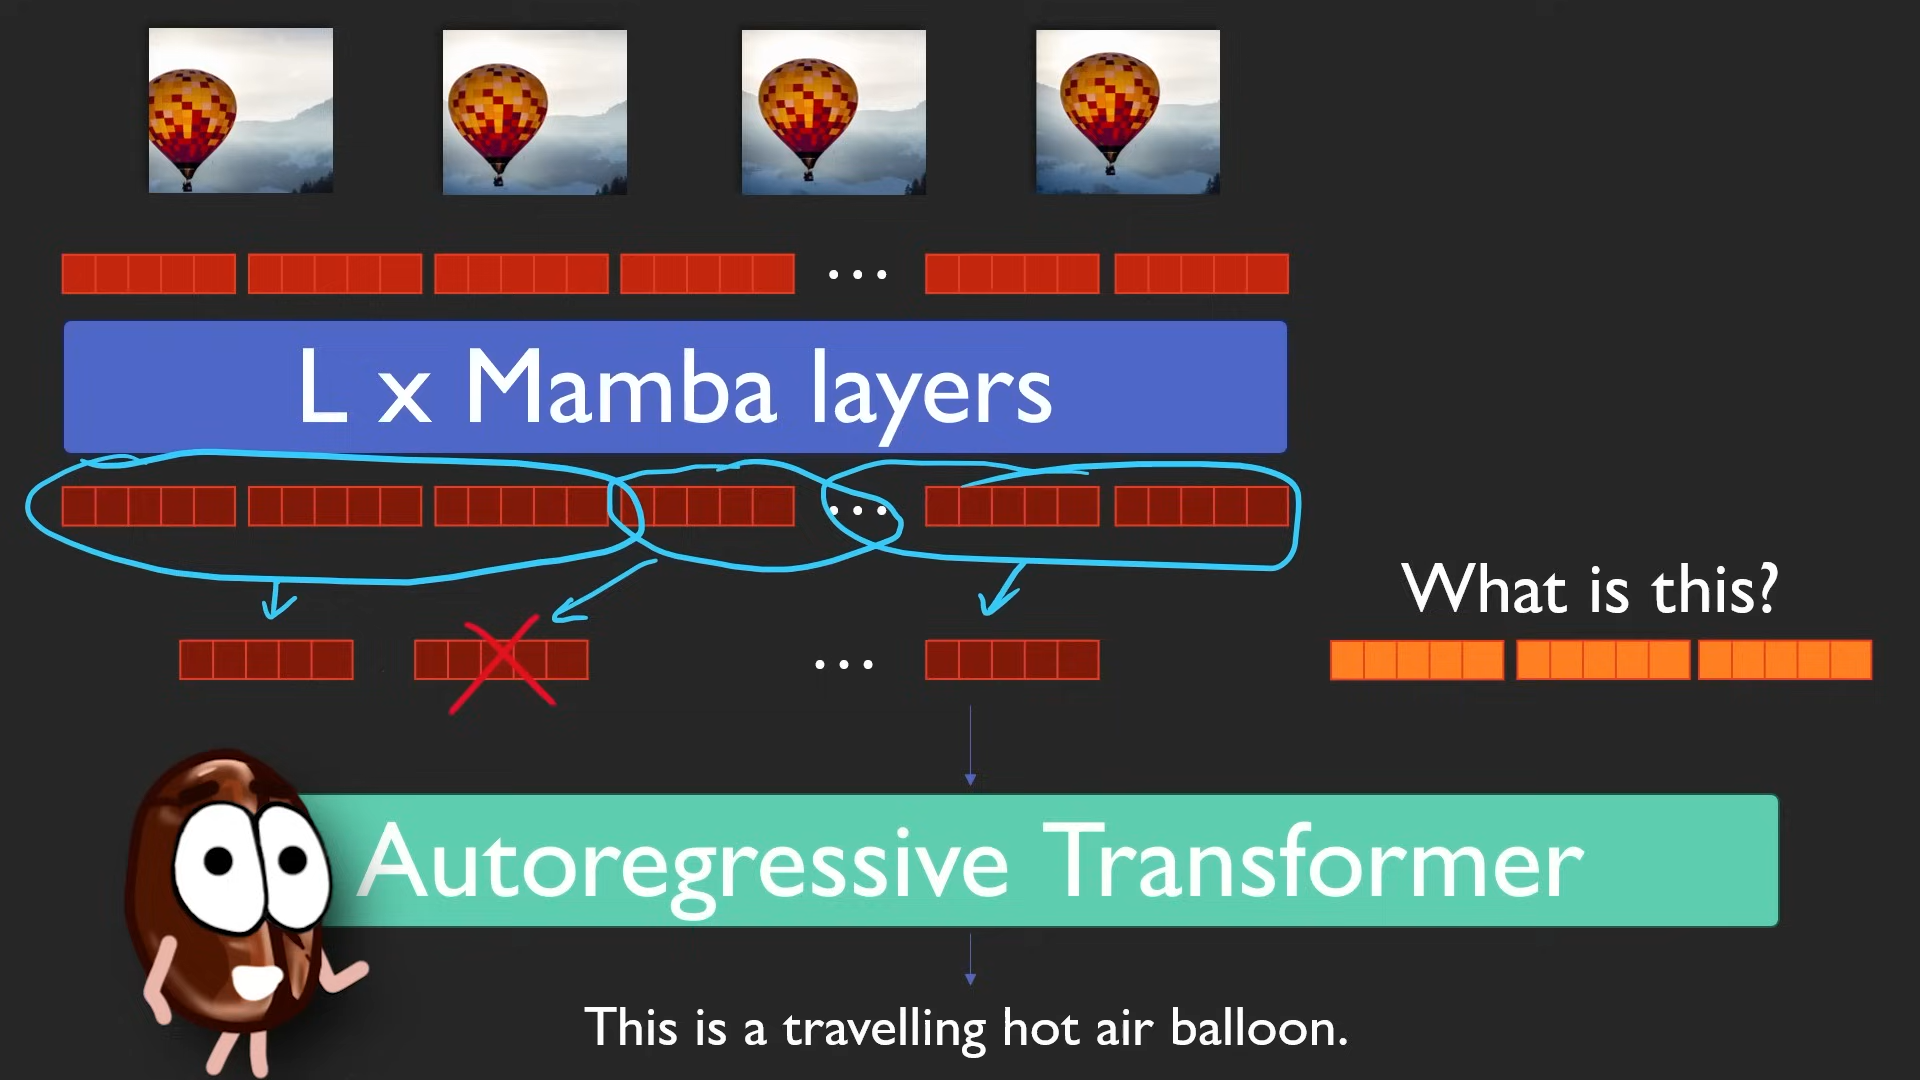 ...
L x Mamba layers
...
What is this?
...
Autoregressive Transformer
This is a travelling hot air balloon.